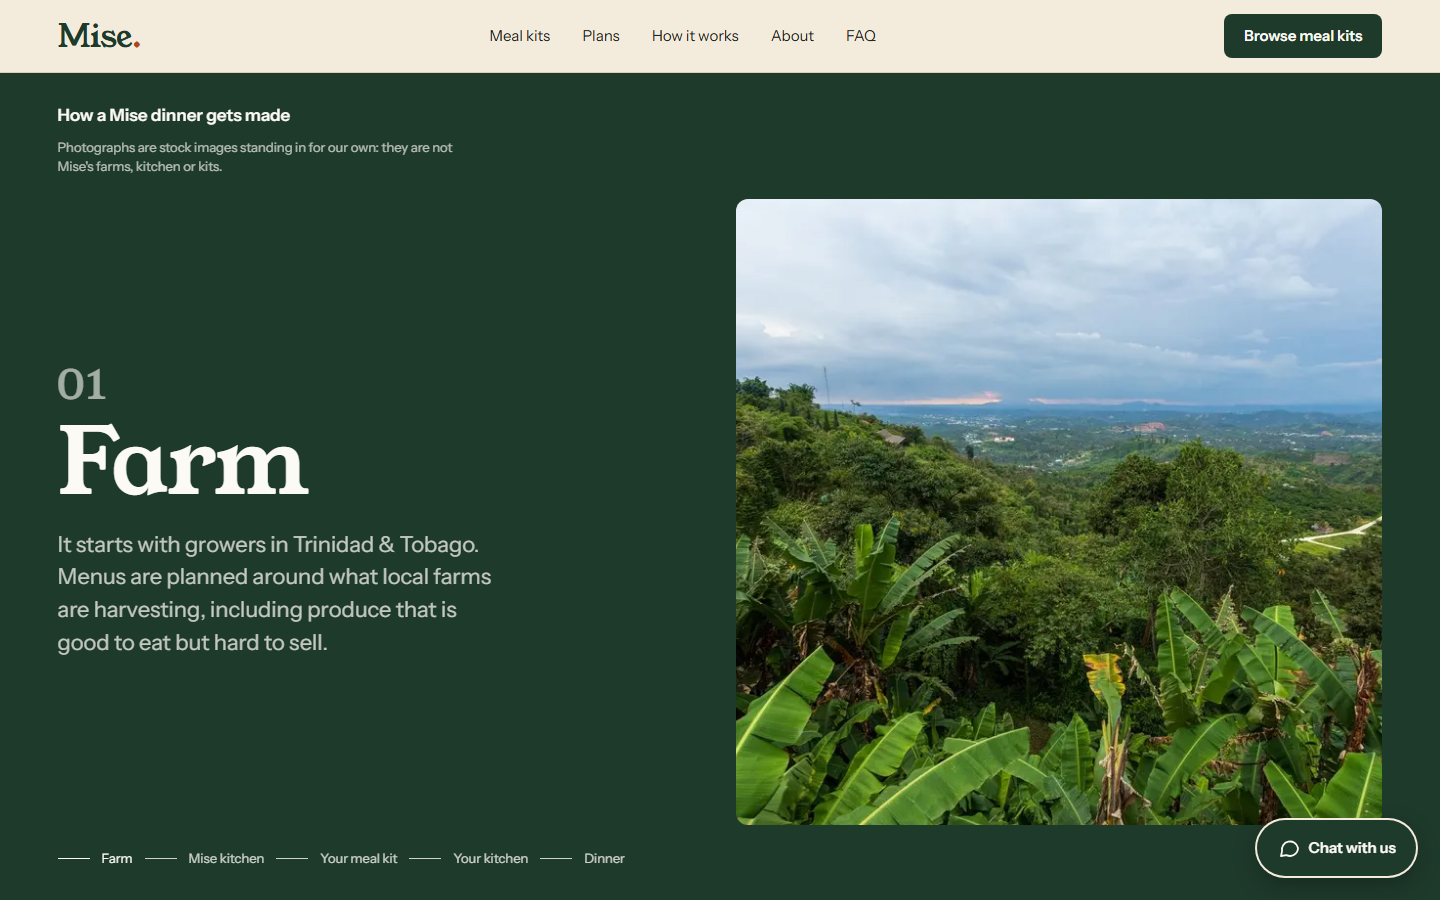 Mise.
Meal kits
Plans
How it works
About
FAQ
Browse meal kits
How a Mise dinner gets made
Photographs are stock images standing in for our own: they are not
Mise's farms, kitchen or kits.
01
Farm
It starts with growers in Trinidad & Tobago.
Menus are planned around what local farms
are harvesting, including produce that is
good to eat but hard to sell.
Farm
Mise kitchen
Your meal kit
Your kitchen
Dinner
Chat with us